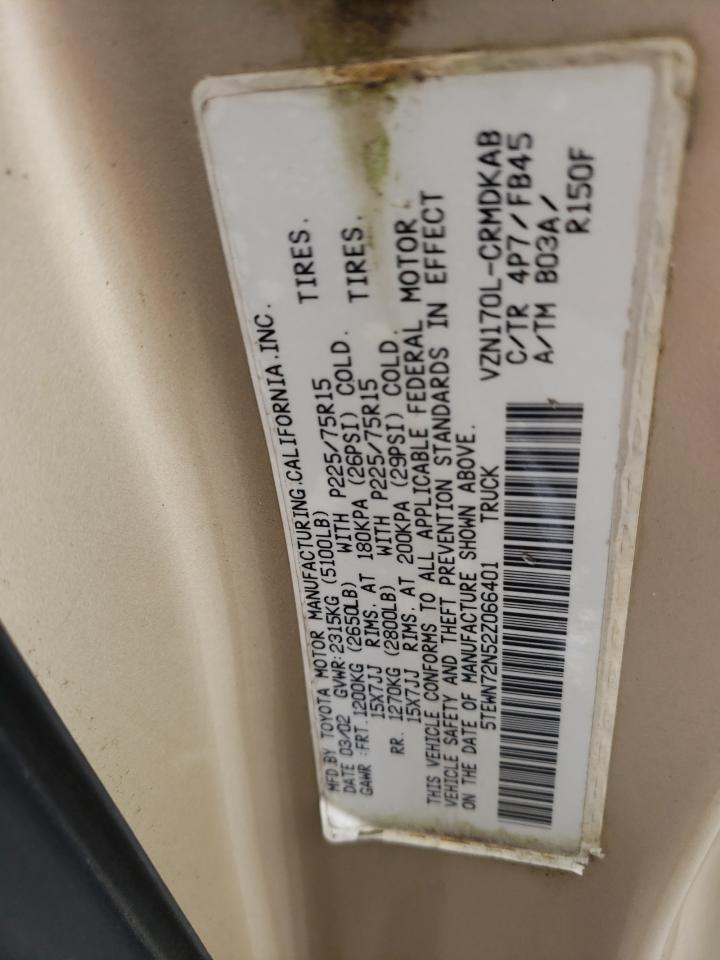 MFD.BY TOYOTA MOTOR MANUFACTURING.CALIFORNIA.INC.
DATE 03/02 GVWR:2315KG (5100LB)
GAWR :FRT.1200KG (2650LB) WITH P225/75R15 TIRES.
15X7JJ RIMS. AT 180KPA (26PSI) COLD.
RR. 1270KG (2800LB) WITH P225/75R15 TIRES.
15X7JJ RIMS. AT 200KPA (29PSI) COLD.
THIS VEHICLE CONFORMS TO ALL APPLICABLE FEDERAL MOTOR
VEHICLE SAFETY AND THEFT PREVENTION STANDARDS IN EFFECT
ON THE DATE OF MANUFACTURE SHOWN ABOVE.
5TEWN72N52Z066401 TRUCK
VZN170L-CRMDKAB
C/TR 4P7/FB45
A/TM B03A/
R150F